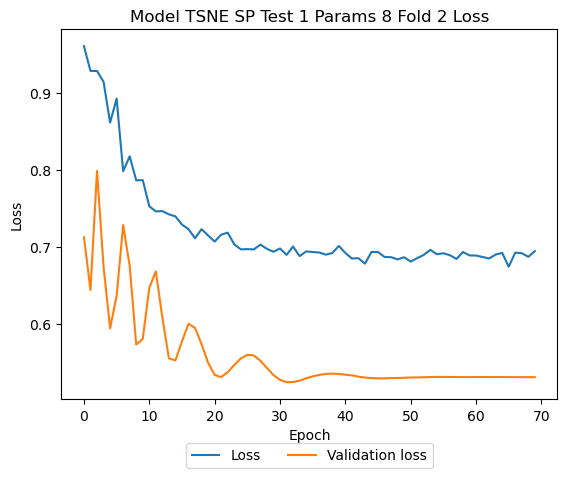 Model TSNE SP Test 1 Params 8 Fold 2 Loss
Loss
0.9
0.8
0.7
0.6
0 10 20 30 40 50 60 70
Epoch
Loss Validation loss